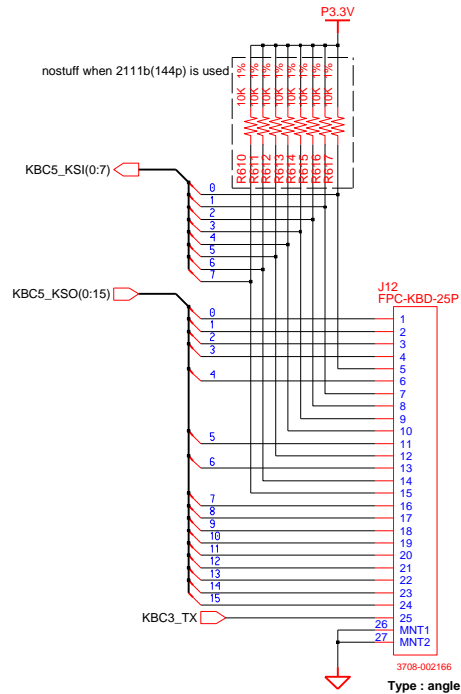 P3.3V
nostuff when 2111b(144p) is used
10K 1%
10K 1%
10K 1%
10K 1%
10K 1%
10K 1%
10K 1%
10K 1%
R610
R611
R612
R613
R614
R615
R616
R617
KBC5_KSI(0:7)
0
1
2
3
4
5
6
7
KBC5_KSO(0:15)
J12
FPC-KBD-25P
0
1
2
3
4
5
6
7
8
9
10
11
12
13
14
15
1
2
3
4
5
6
7
8
9
10
11
12
13
14
15
16
17
18
19
20
21
22
23
24
25
KBC3_TX
26 MNT1
27 MNT2
3708-002166
Type : angle